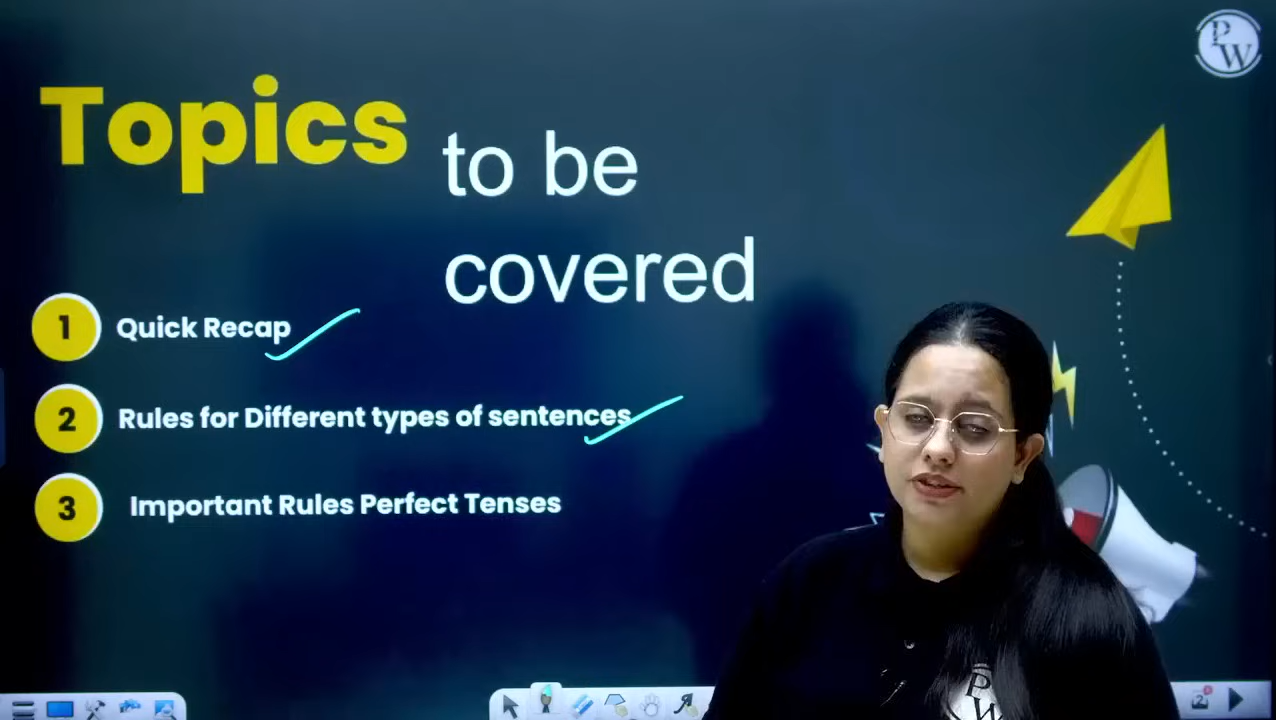 P
W
Topics
to be
covered
1 Quick Recap
2 Rules for Different types of sentences
3 Important Rules Perfect Tenses
P
W
2